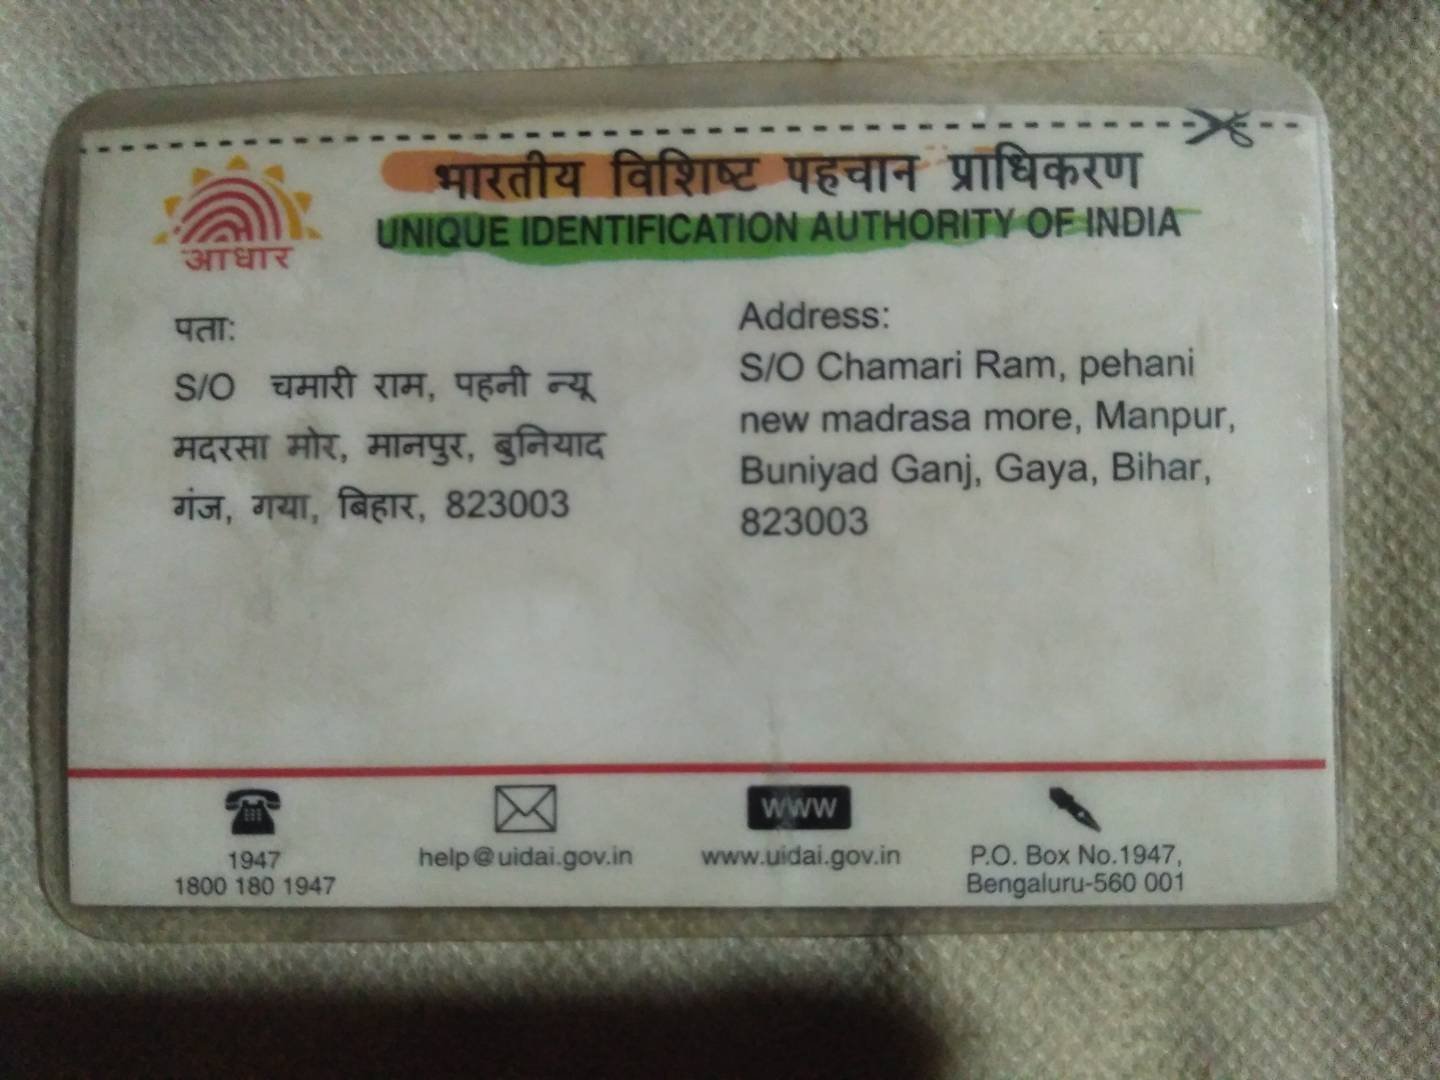 भारतीय विशिष्ट पहचान प्राधिकरण
UNIQUE IDENTIFICATION AUTHORITY OF INDIA
आधार
पता:
S/O चमारी राम, पहनी न्यू
मदरसा मोर, मानपुर, बुनियाद
गंज, गया, बिहार, 823003
Address:
S/O Chamari Ram, pehani
new madrasa more, Manpur,
Buniyad Ganj, Gaya, Bihar,
823003
1947
1800 180 1947
help@uidai.gov.in
www
www.uidai.gov.in
P.O. Box No.1947,
Bengaluru-560 001